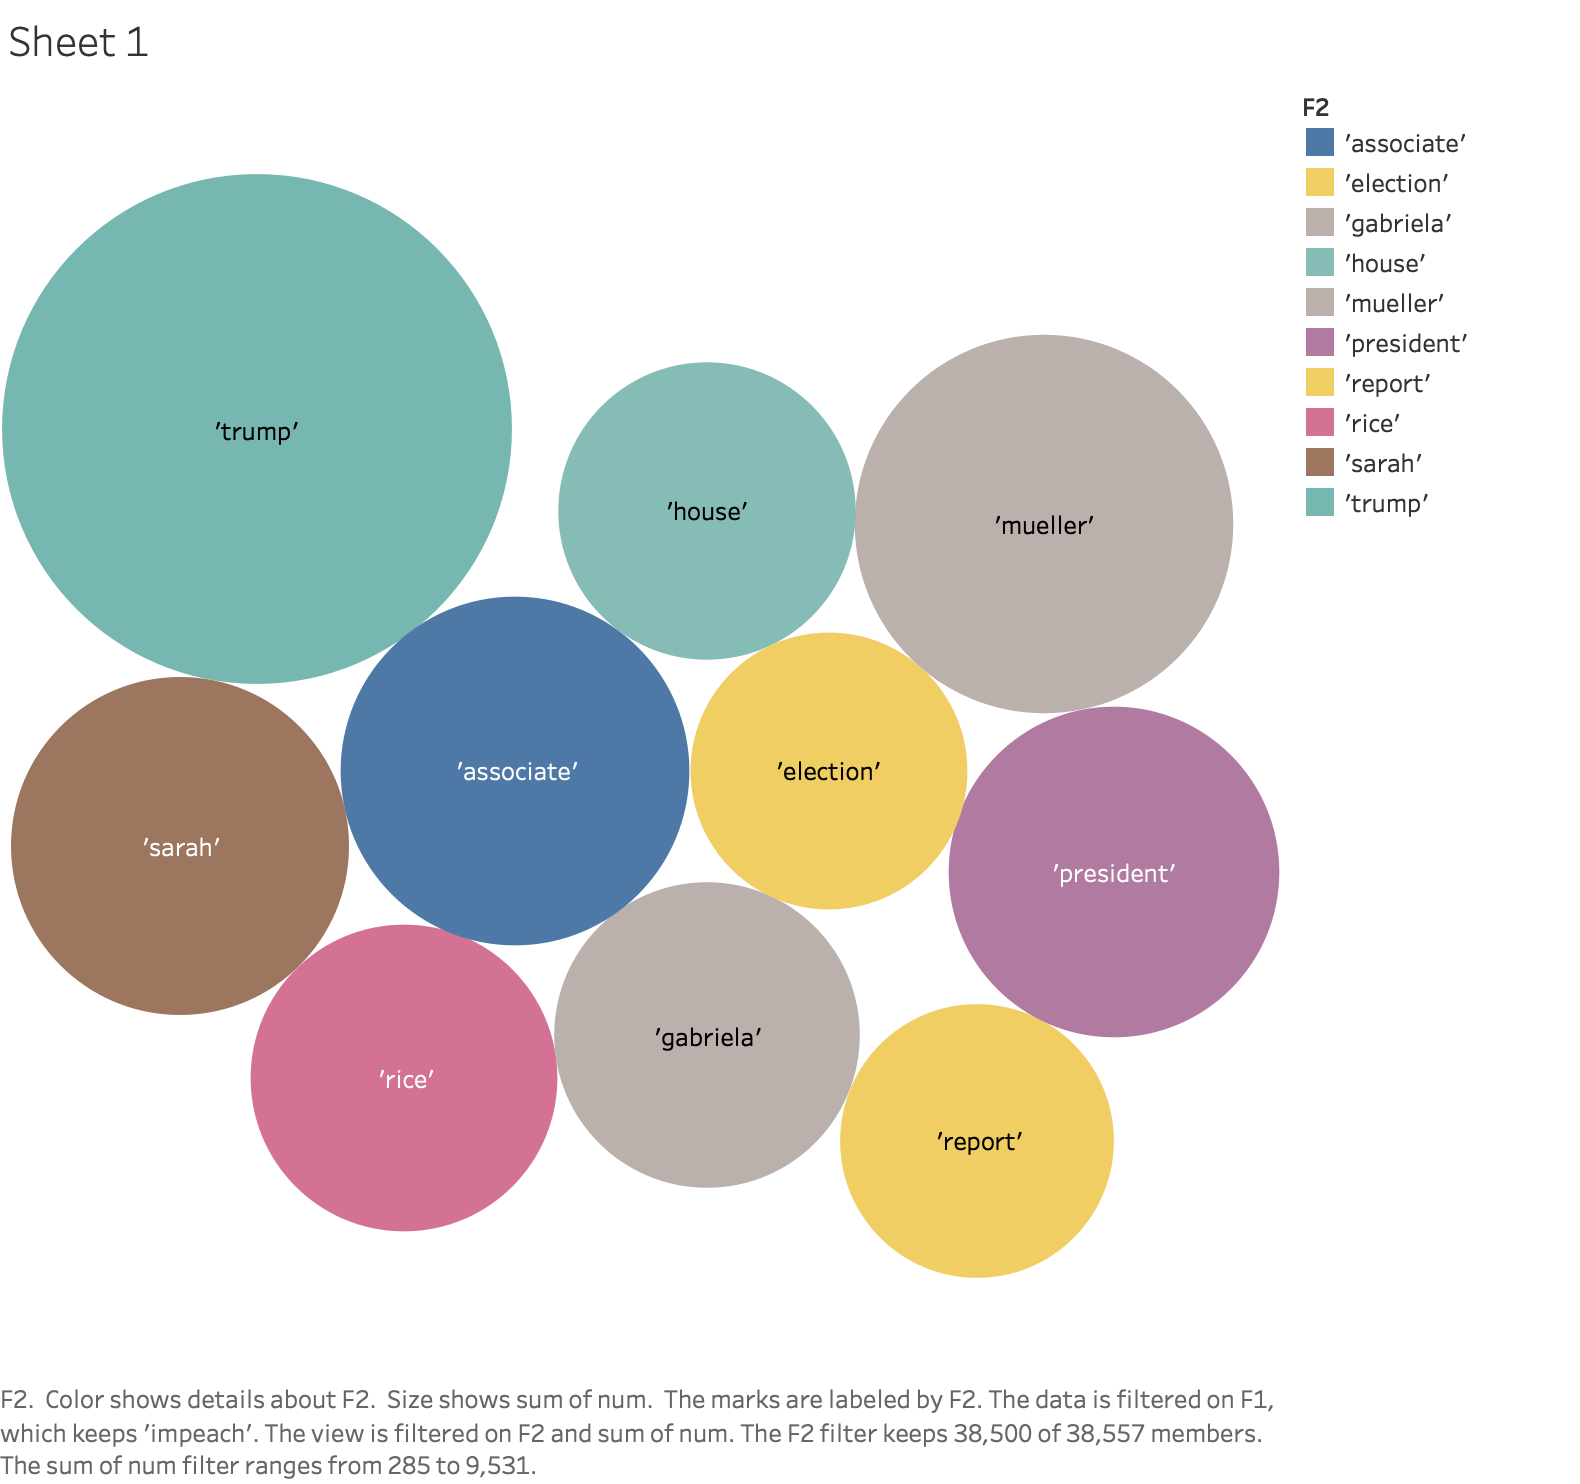 Sheet 1
F2
'associate'
'election'
'gabriela'
'house'
'mueller'
'president'
'report'
'rice'
'sarah'
'trump'
'trump'
'house'
'mueller'
'associate'
'election'
'sarah'
'president'
'gabriela'
'rice'
'report'
F2.  Color shows details about F2.  Size shows sum of num.  The marks are labeled by F2. The data is filtered on F1,
which keeps 'impeach'. The view is filtered on F2 and sum of num. The F2 filter keeps 38,500 of 38,557 members.
The sum of num filter ranges from 285 to 9,531.